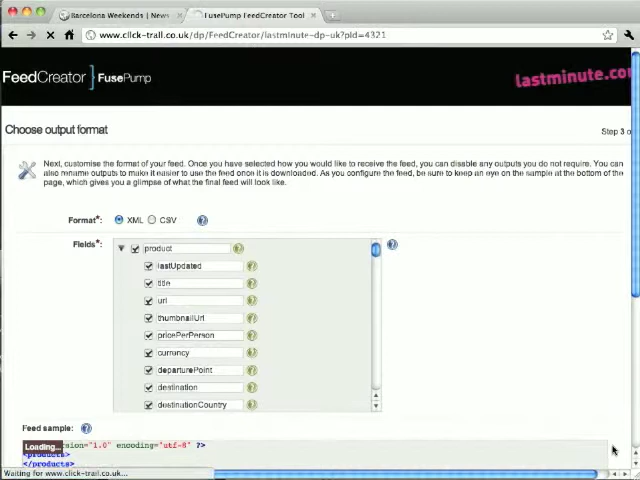 Barcelona Weekends | News
FusePump FeedCreator Tool
www.click-trail.co.uk/dp/FeedCreator/lastminute-dp-uk?pid=4321
FeedCreator FusePump
lastminute.co
Choose output format
Step 3 o
Next, customise the format of your feed. Once you have selected how you would like to receive the feed, you can disable any outputs you do not require. You can
also rename outputs to make it easier to use the feed once it is downloaded. As you configure the feed, be sure to keep an eye on the sample at the bottom of the
page, which gives you a glimpse of what the final feed will look like.
Format*: XML CSV
Fields*: product
lastUpdated
title
url
thumbnailUrl
pricePerPerson
currency
departurePoint
destination
destinationCountry
Feed sample:
Loading... rsion="1.0" encoding="utf-8" ?>
<products>
</products>
Waiting for www.click-trail.co.uk...